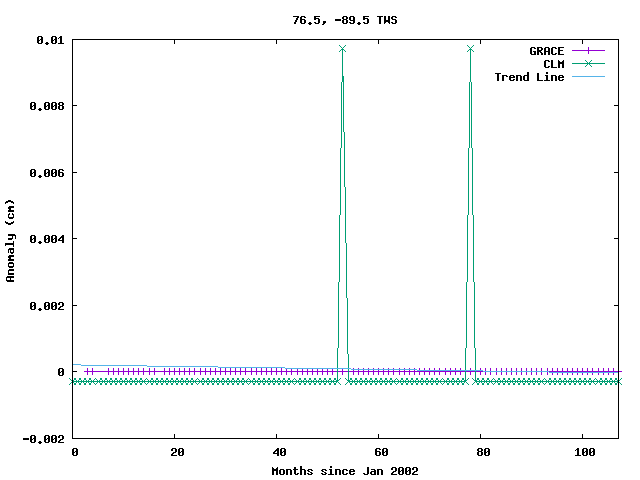 76.5, -89.5 TWS
GRACE
CLM
Trend Line
0.01
0.008
0.006
0.004
0.002
0
-0.002
Anomaly (cm)
0 20 40 60 80 100
Months since Jan 2002